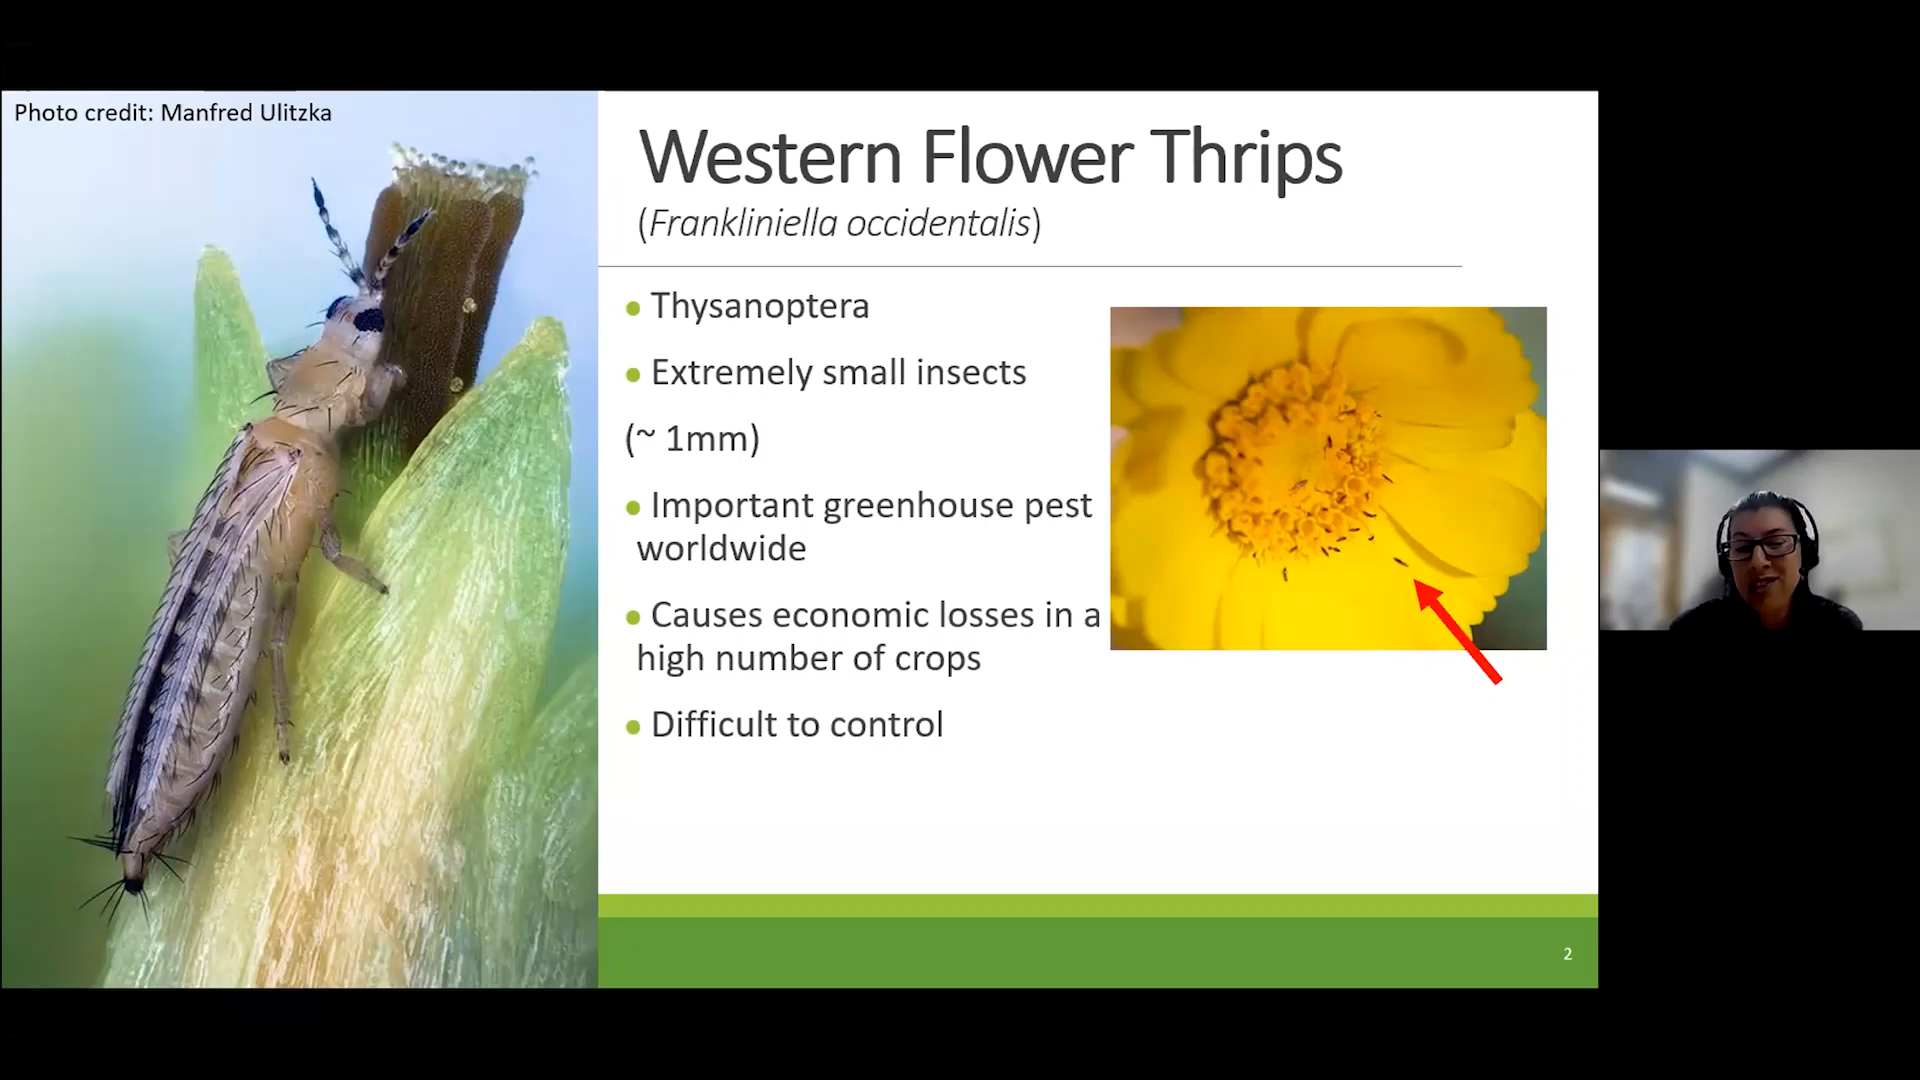 Photo credit: Manfred Ulitzka
Western Flower Thrips
(Frankliniella occidentalis)
• Thysanoptera
• Extremely small insects
(~ 1mm)
• Important greenhouse pest
worldwide
• Causes economic losses in a
high number of crops
• Difficult to control
2